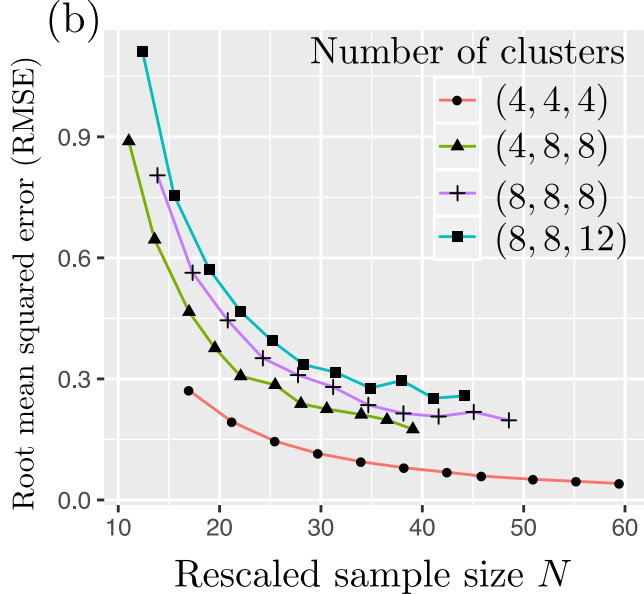 (b)
Number of clusters
(4, 4, 4)
(4, 8, 8)
(8, 8, 8)
(8, 8, 12)
Root mean squared error (RMSE)
0.9
0.6
0.3
0.0
10 20 30 40 50 60
Rescaled sample size N